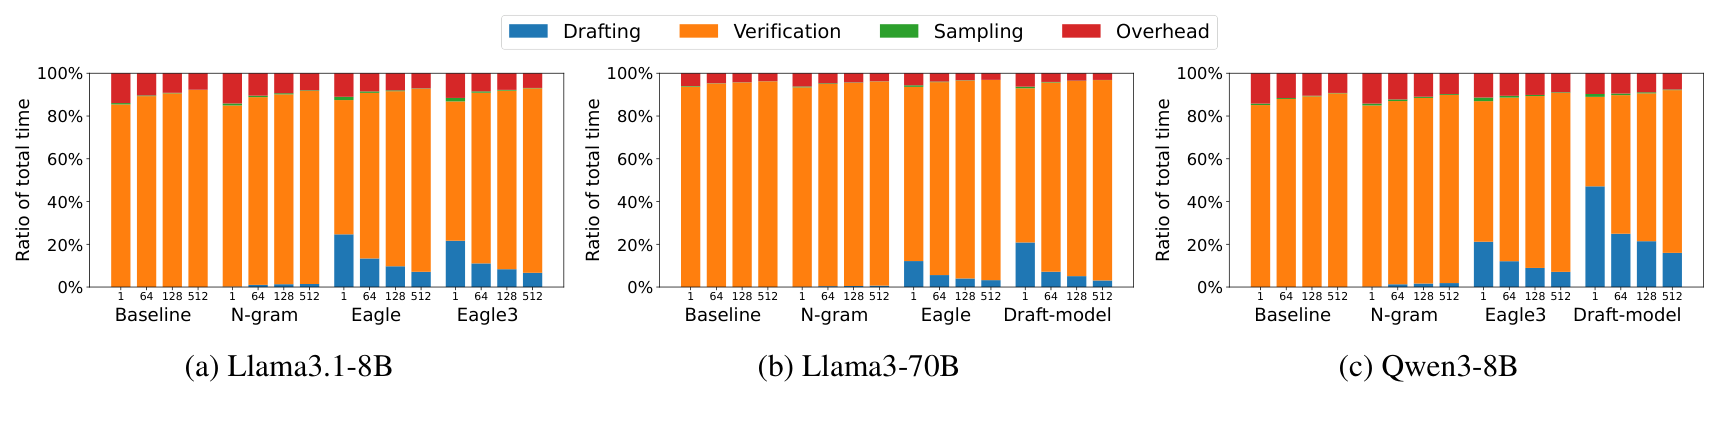 Drafting Verification Sampling Overhead
Ratio of total time
100%
80%
60%
40%
20%
0%
1 64 128 512 1 64 128 512 1 64 128 512 1 64 128 512
Baseline N-gram Eagle Eagle3
(a) Llama3.1-8B
Ratio of total time
100%
80%
60%
40%
20%
0%
1 64 128 512 1 64 128 512 1 64 128 512 1 64 128 512
Baseline N-gram Eagle Draft-model
(b) Llama3-70B
Ratio of total time
100%
80%
60%
40%
20%
0%
1 64 128 512 1 64 128 512 1 64 128 512 1 64 128 512
Baseline N-gram Eagle3 Draft-model
(c) Qwen3-8B